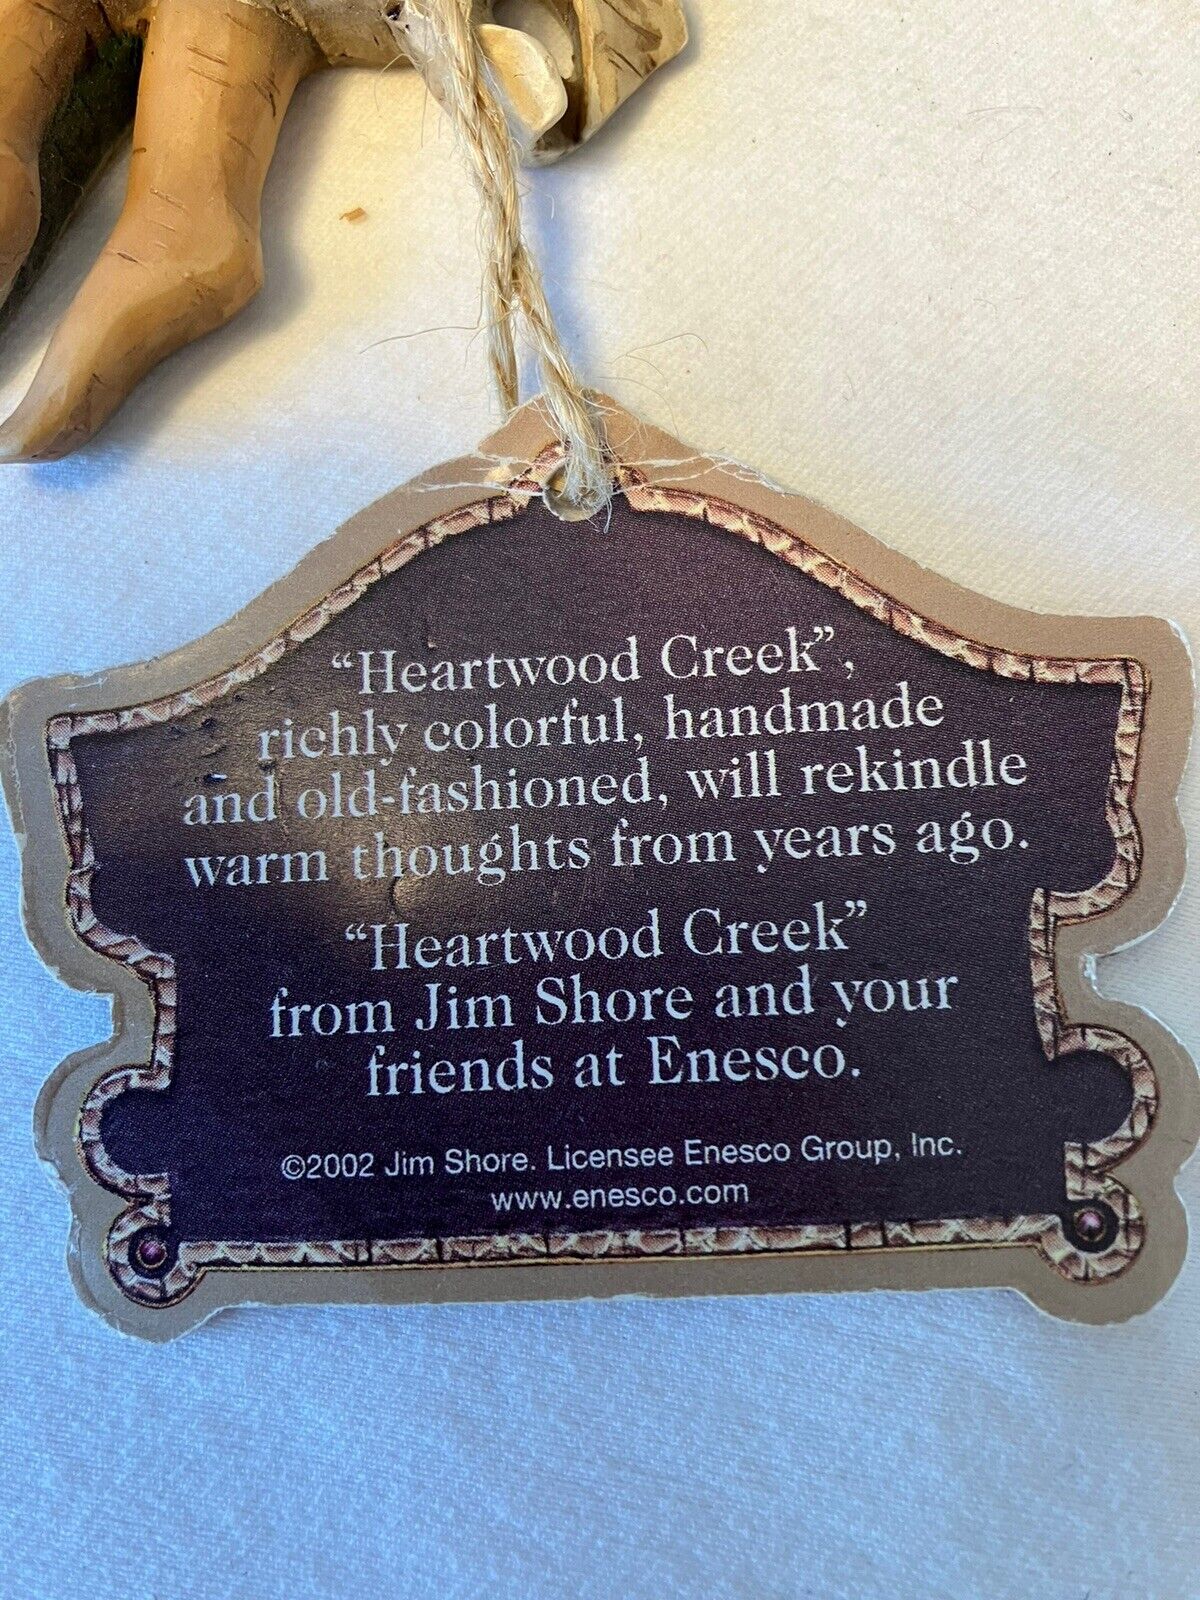 “Heartwood Creek”,
richly colorful, handmade
and old-fashioned, will rekindle
warm thoughts from years ago.
“Heartwood Creek”
from Jim Shore and your
friends at Enesco.
©2002 Jim Shore. Licensee Enesco Group, Inc.
www.enesco.com